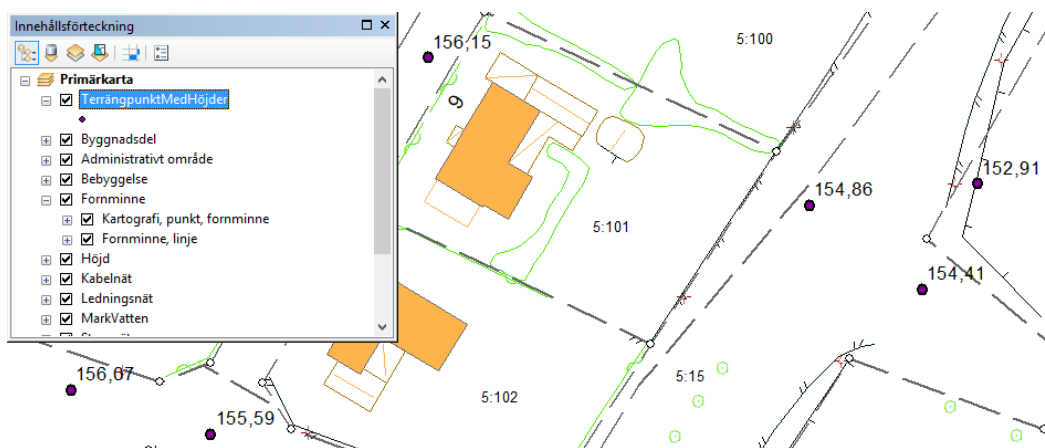 Innehållsförteckning
Primärkarta
TerrängpunktMedHöjder
Byggnadsdel
Administrativt område
Bebyggelse
Fornminne
Kartografi, punkt, fornminne
Fornminne, linje
Höjd
Kabelnät
Ledningsnät
MarkVatten
156,15
5:100
9
154,86
152,91
5:101
154,41
156,07
155,59
5:102
5:15